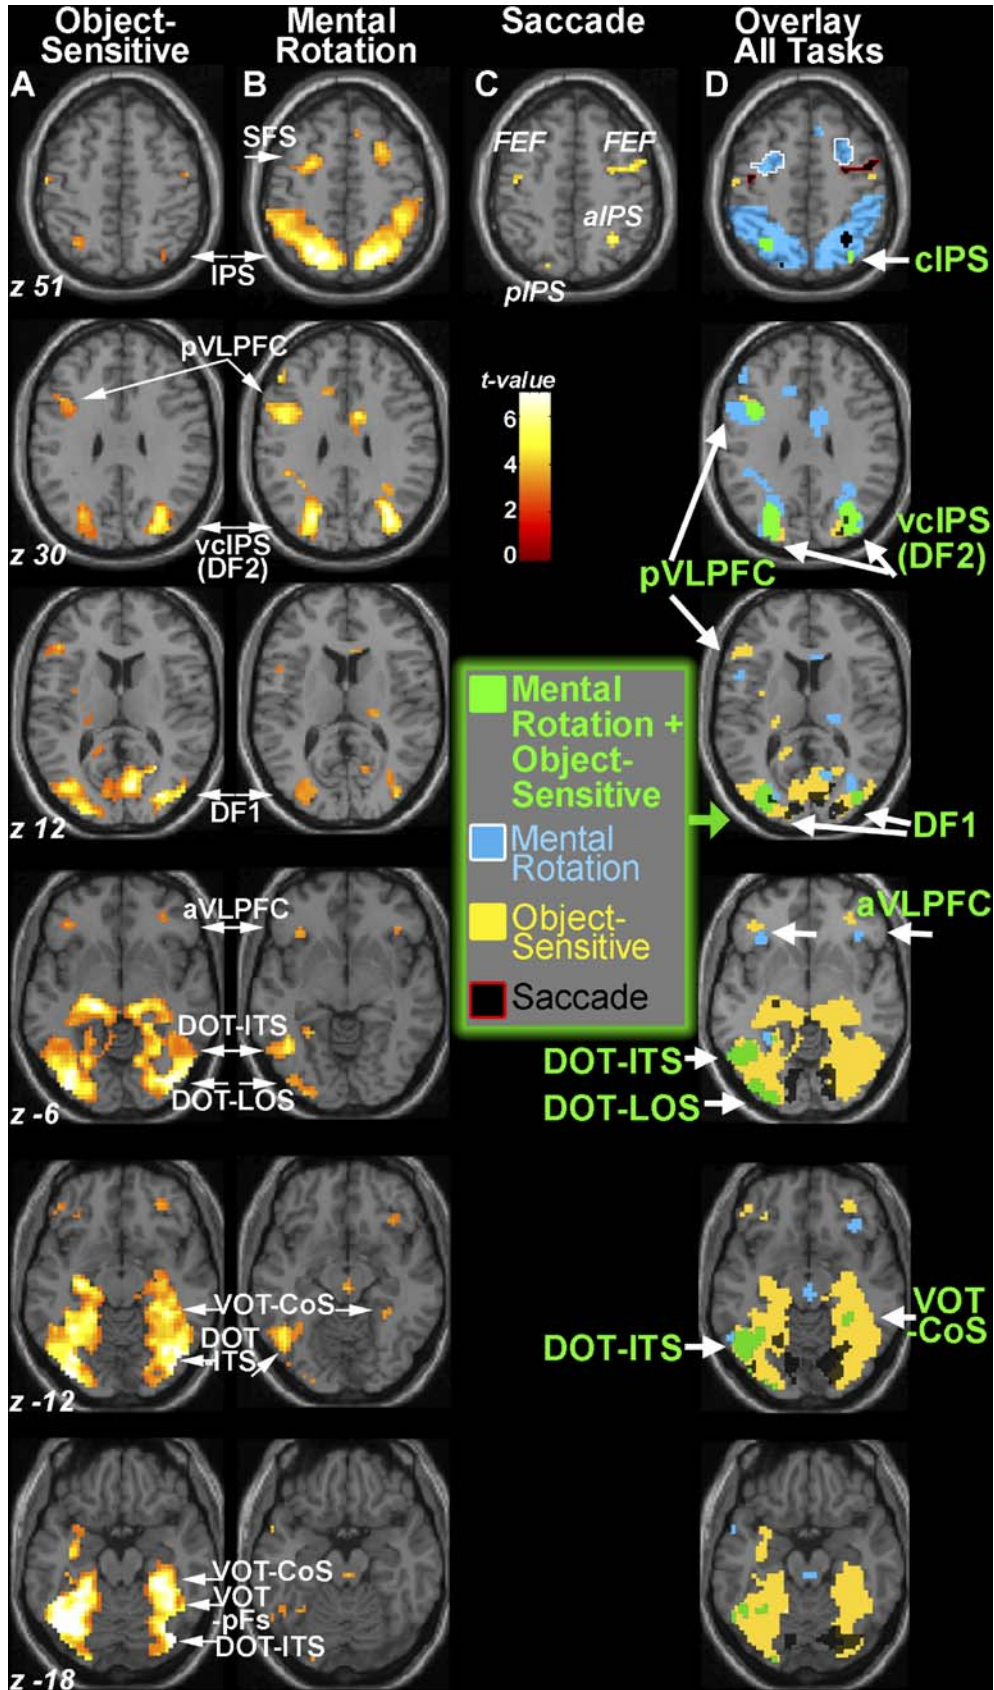 Object-
Sensitive
Mental
Rotation
Saccade
Overlay
All Tasks
A
B
C
D
SFS
FEF
FEF
aIPS
pIPS
IPS
cIPS
z 51
pVLPFC
t-value
6
4
2
0
vcIPS
(DF2)
vcIPS
(DF2)
pVLPFC
z 30
Mental
Rotation +
Object-
Sensitive
Mental
Rotation
Object-
Sensitive
Saccade
DF1
DF1
z 12
aVLPFC
aVLPFC
DOT-ITS
DOT-LOS
DOT-ITS
DOT-LOS
z -6
VOT-CoS
DOT
ITS
DOT-ITS
VOT
-CoS
z -12
VOT-CoS
VOT
-pFs
DOT-ITS
z -18